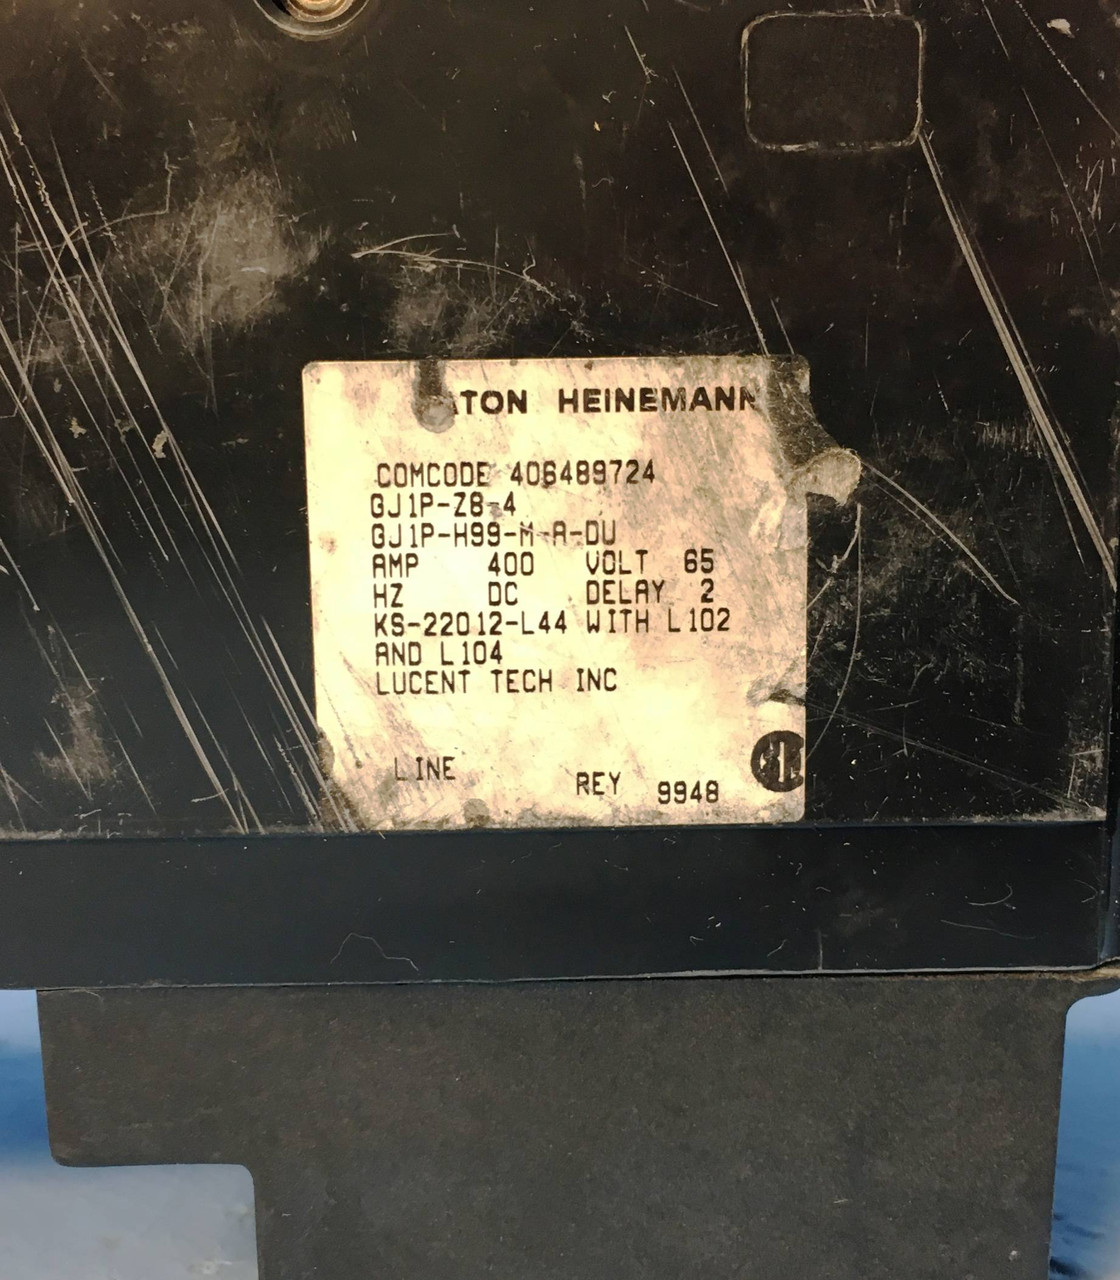 HEINEMANN
COMCODE 406489724
GJ1P-Z8-4
GJ1P-H99-M-A-DU
AMP 400 VOLT 65
HZ DC DELAY 2
KS-22012-L44 WITH L102
AND L104
LUCENT TECH INC
LINE REY 9948